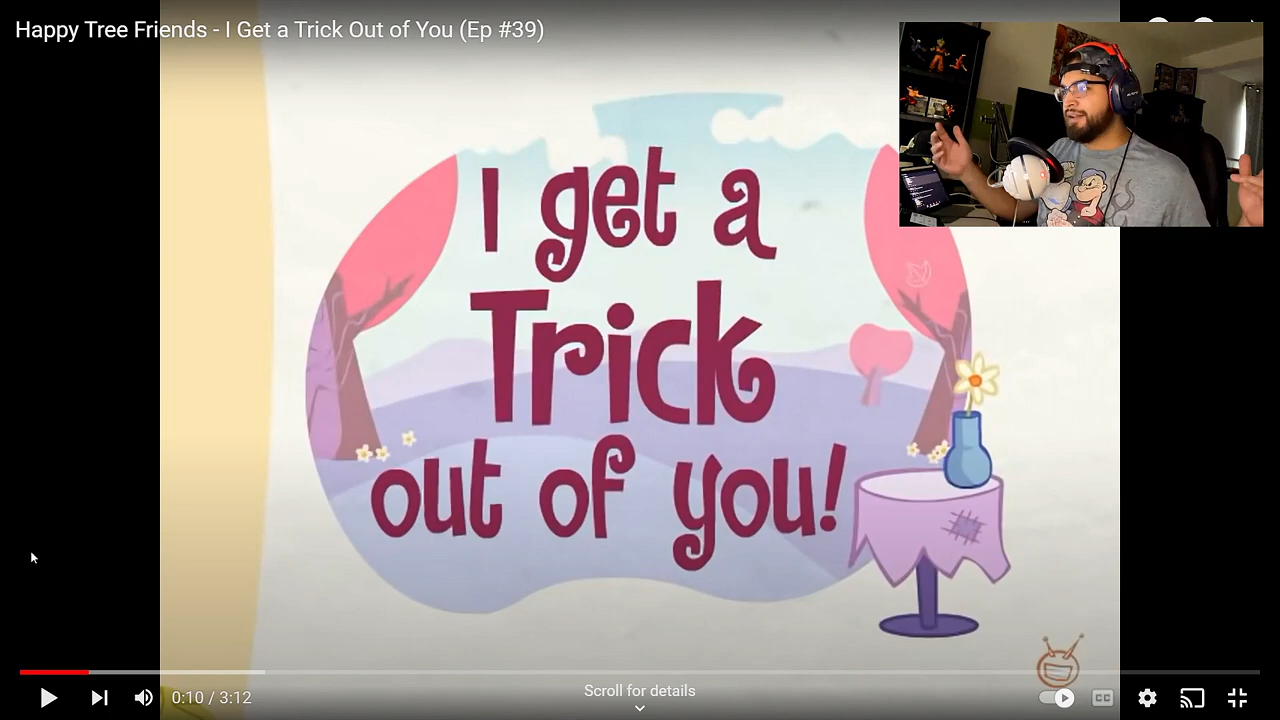 Happy Tree Friends - I Get a Trick Out of You (Ep #39)
I get a
Trick
out of you!
0:10 / 3:12
Scroll for details
CC